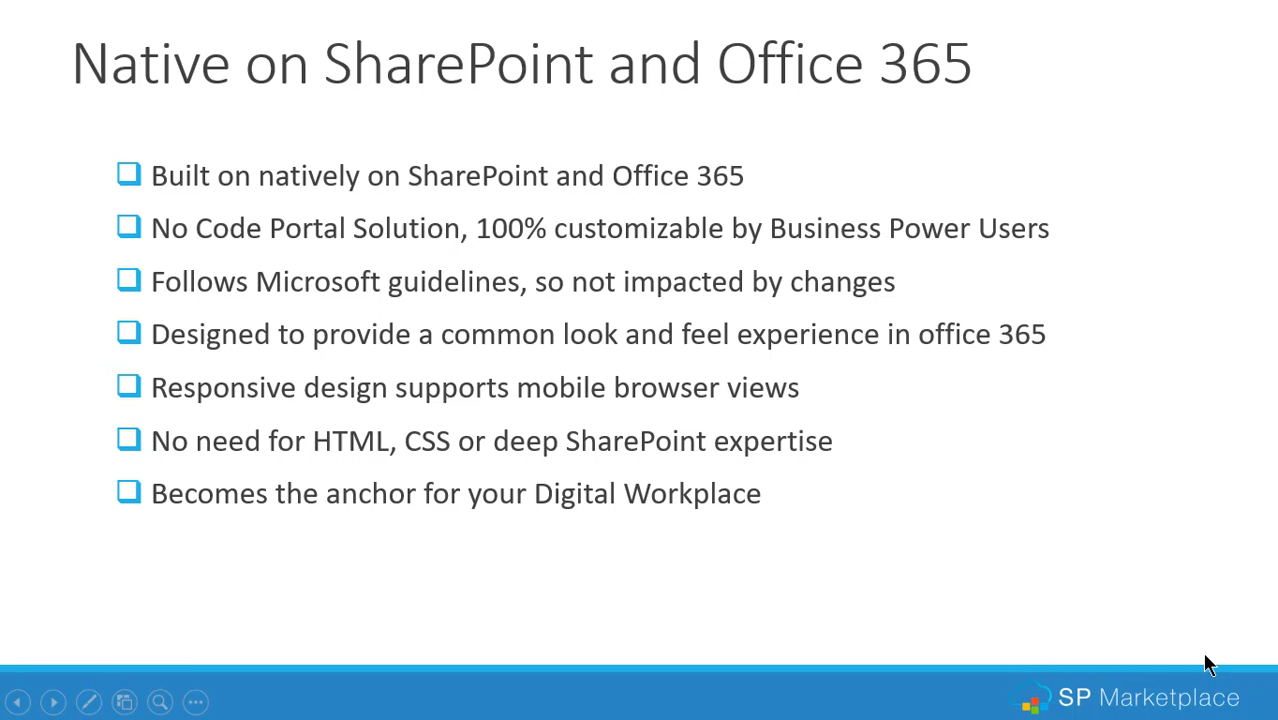 Native on SharePoint and Office 365
Built on natively on SharePoint and Office 365
No Code Portal Solution, 100% customizable by Business Power Users
Follows Microsoft guidelines, so not impacted by changes
Designed to provide a common look and feel experience in office 365
Responsive design supports mobile browser views
No need for HTML, CSS or deep SharePoint expertise
Becomes the anchor for your Digital Workplace
SP Marketplace